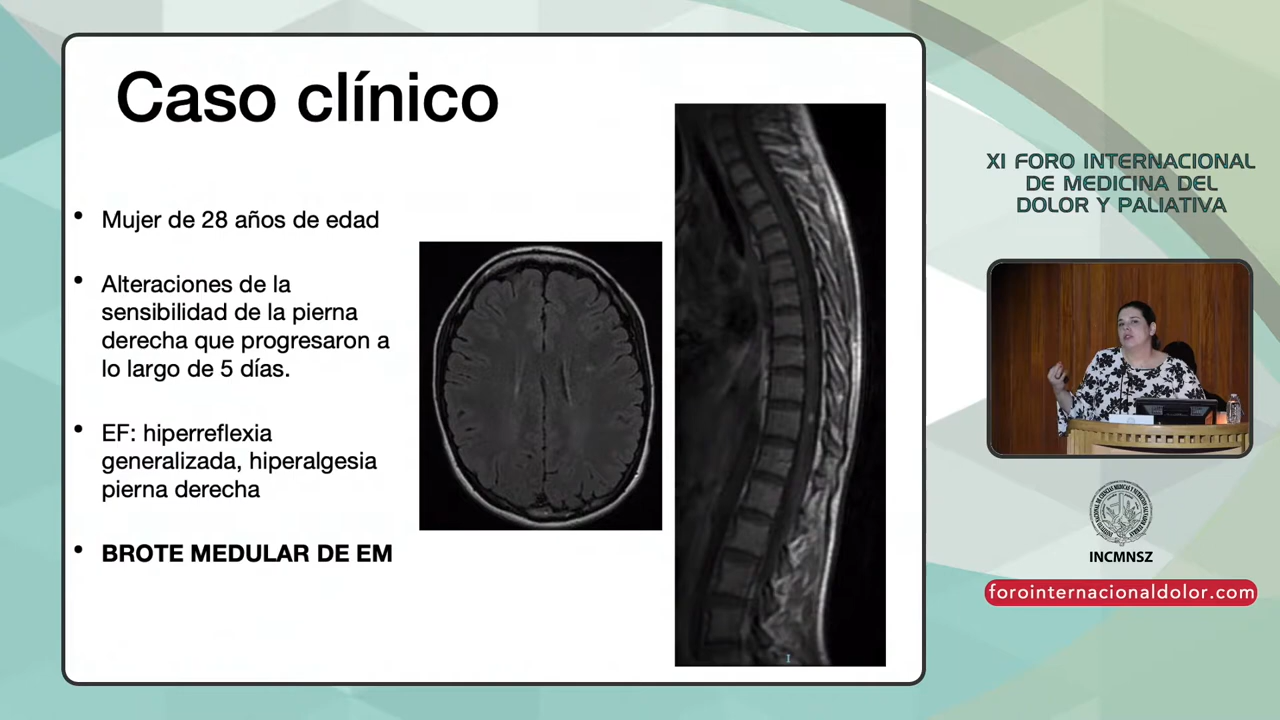 Caso clínico
• Mujer de 28 años de edad
• Alteraciones de la
sensibilidad de la pierna
derecha que progresaron a
lo largo de 5 días.
• EF: hiperreflexia
generalizada, hiperalgesia
pierna derecha
• BROTE MEDULAR DE EM
XI FORO INTERNACIONAL
DE MEDICINA DEL
DOLOR Y PALIATIVA
INCMNSZ
forointernacionaldolor.com